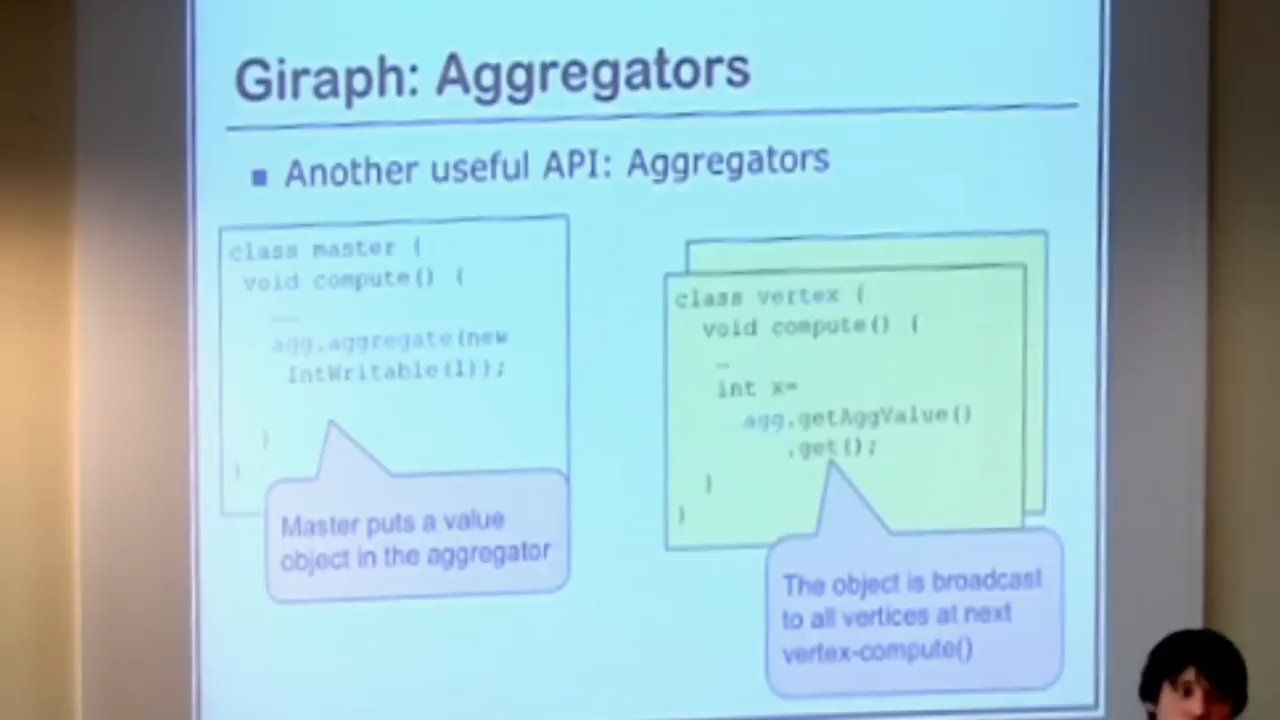 Giraph: Aggregators
Another useful API: Aggregators
class master {
void compute() {
……
agg.aggregate(new
IntWritable(1));
}
}
Master puts a value
object in the aggregator
class vertex {
void compute() {
…
int x=
agg.getAggValue()
.get();
}
}
The object is broadcast
to all vertices at next
vertex-compute()